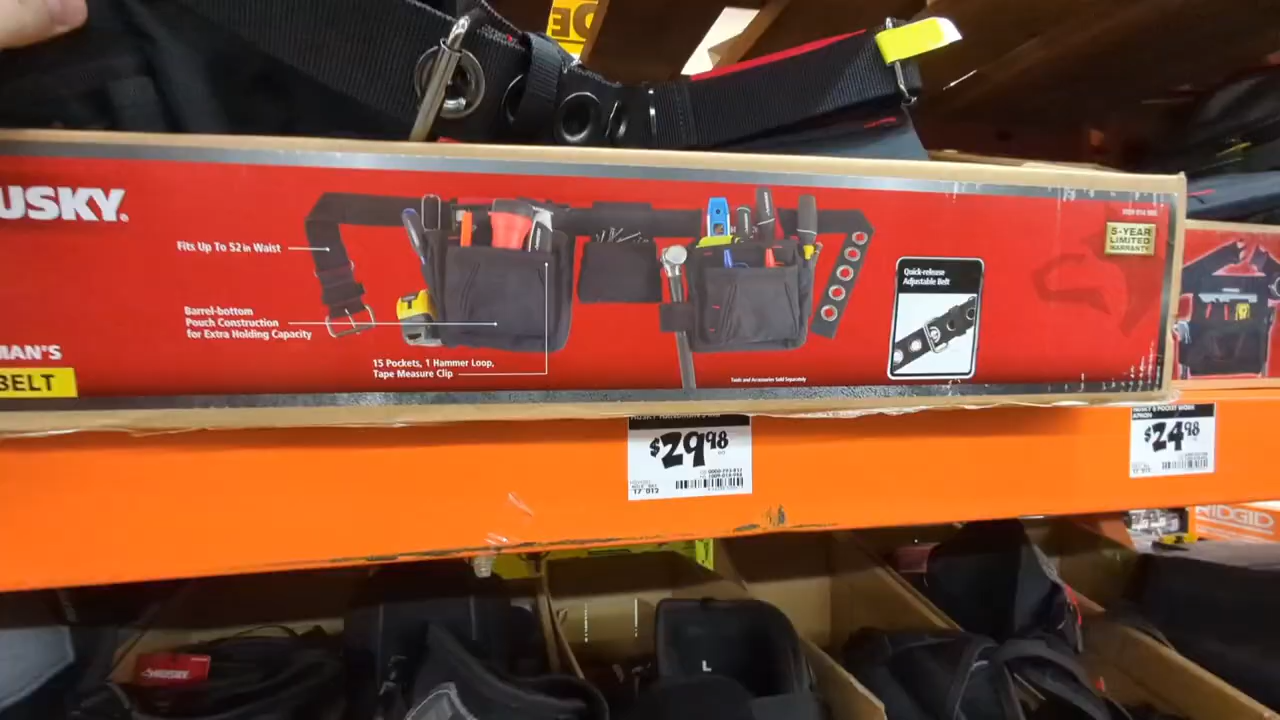 USKY
Fits Up To 52 in Waist
Barrel-bottom
Pouch Construction
for Extra Holding Capacity
MAN'S
BELT
15 Pockets, 1 Hammer Loop,
Tape Measure Clip
Tools and Accessories Sold Separately
Quick-release
Adjustable Belt
5-YEAR
LIMITED
WARRANTY
$29 98
$24 98
RIDGID
HUSKY
L